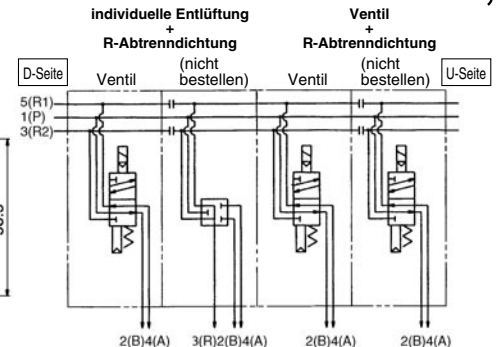 individuelle Entlüftung
+
R-Abtrenndichtung
Ventil
+
R-Abtrenndichtung
D-Seite
Ventil
(nicht
bestellen)
Ventil
(nicht
bestellen)
U-Seite
5(R1)
1(P)
3(R2)
2(B)4(A)
3(R)2(B)4(A)
2(B)4(A)
2(B)4(A)